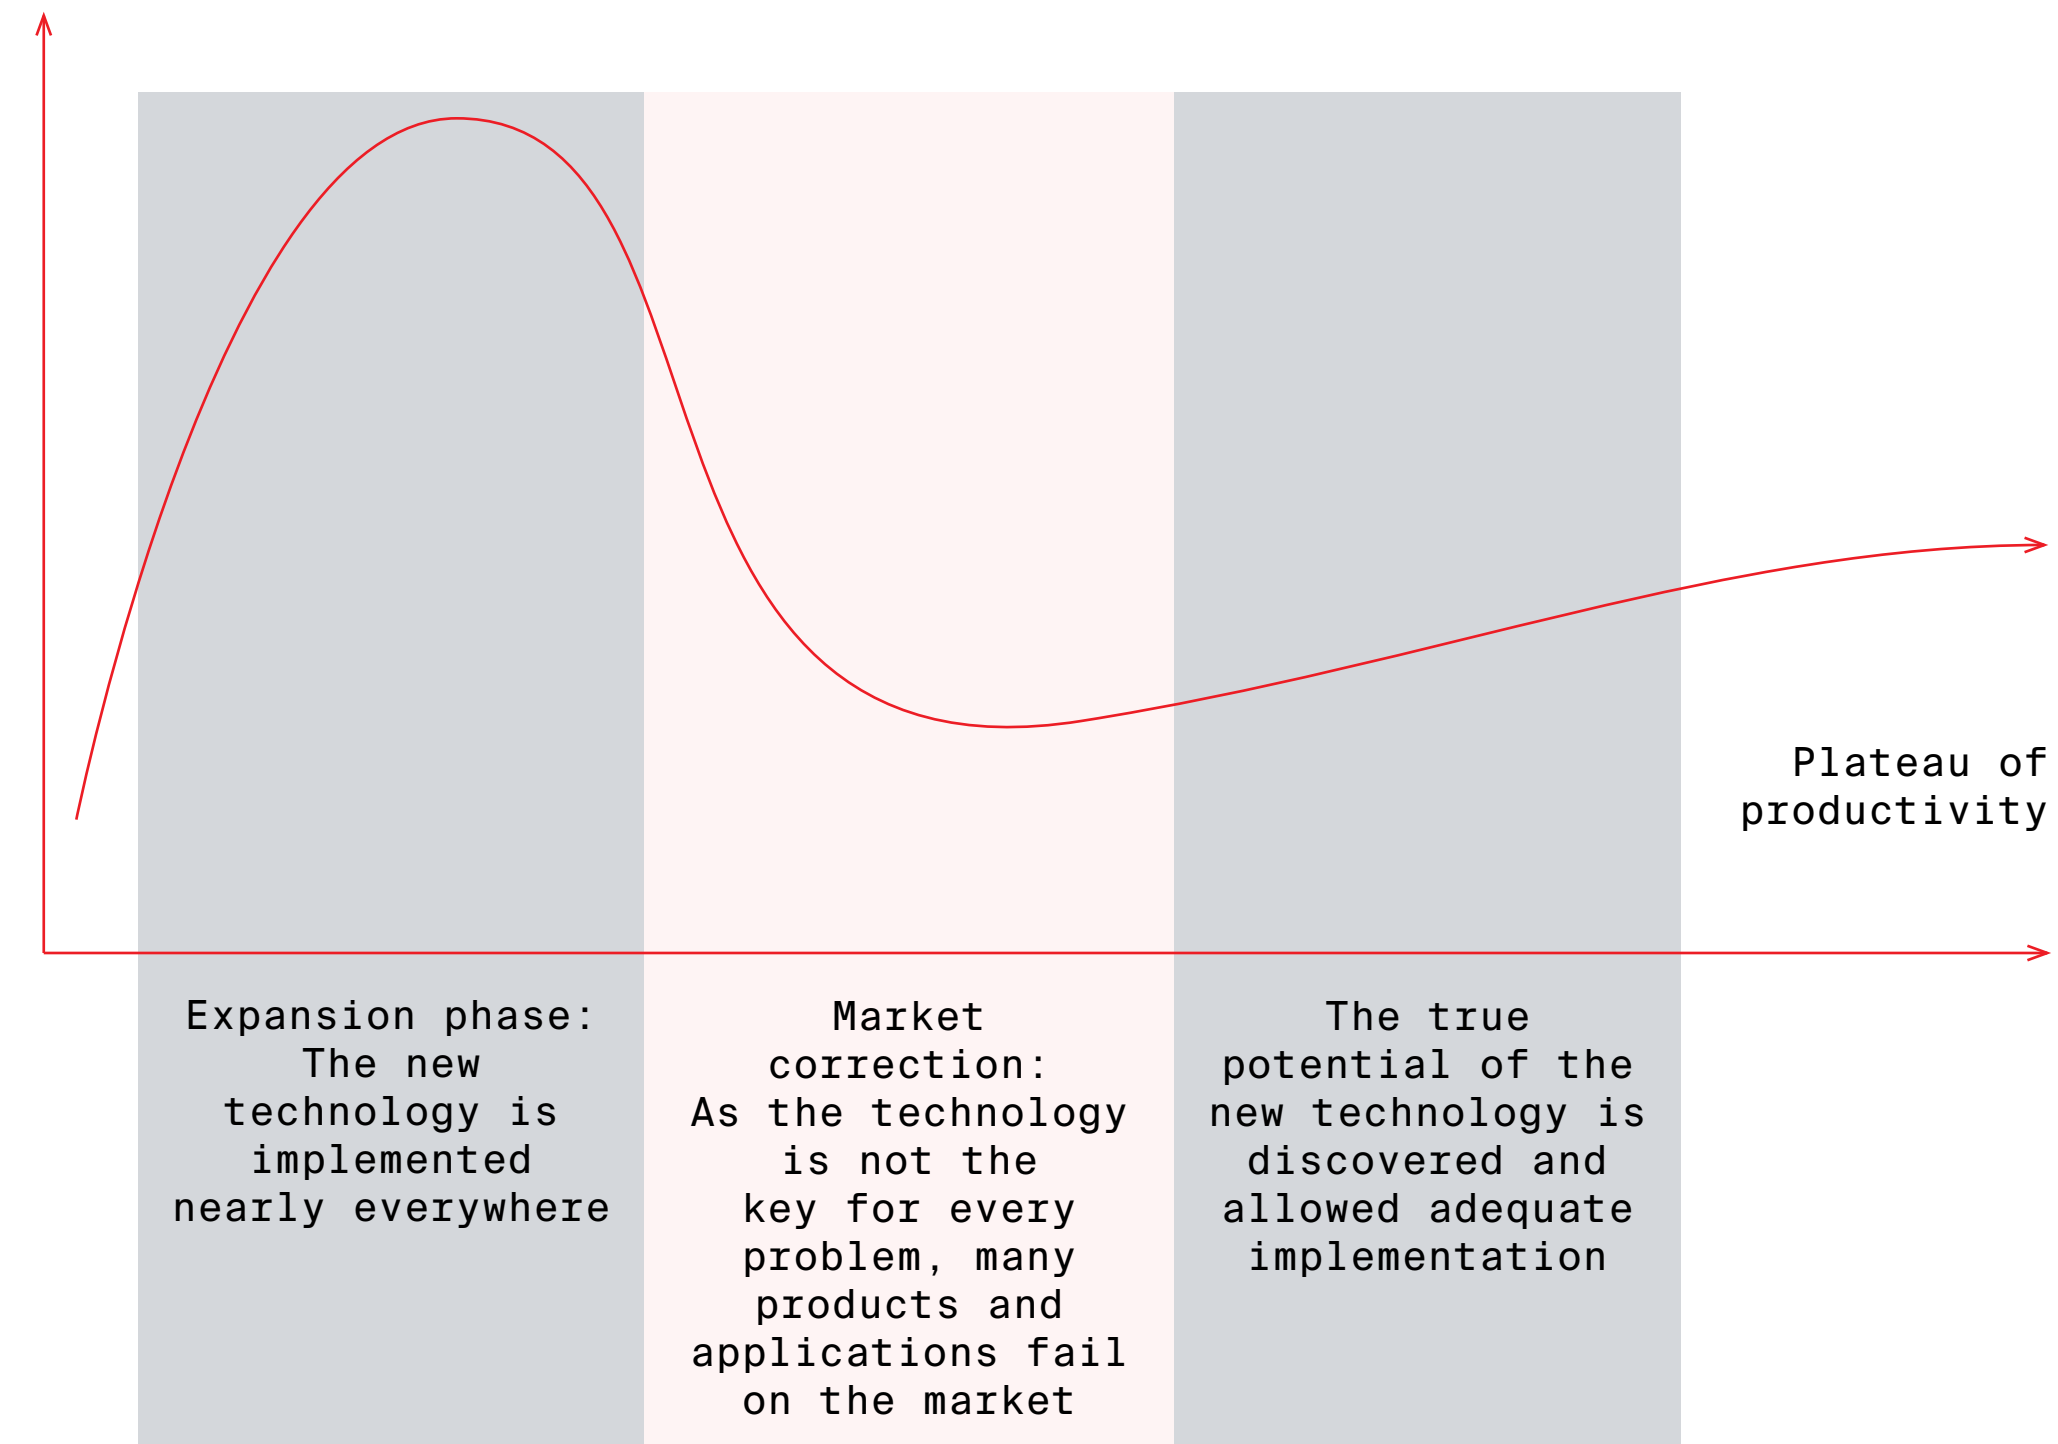 Plateau of
productivity
Expansion phase:
The new
technology is
implemented
nearly everywhere
Market
correction:
As the technology
is not the
key for every
problem, many
products and
applications fail
on the market
The true
potential of the
new technology is
discovered and
allowed adequate
implementation